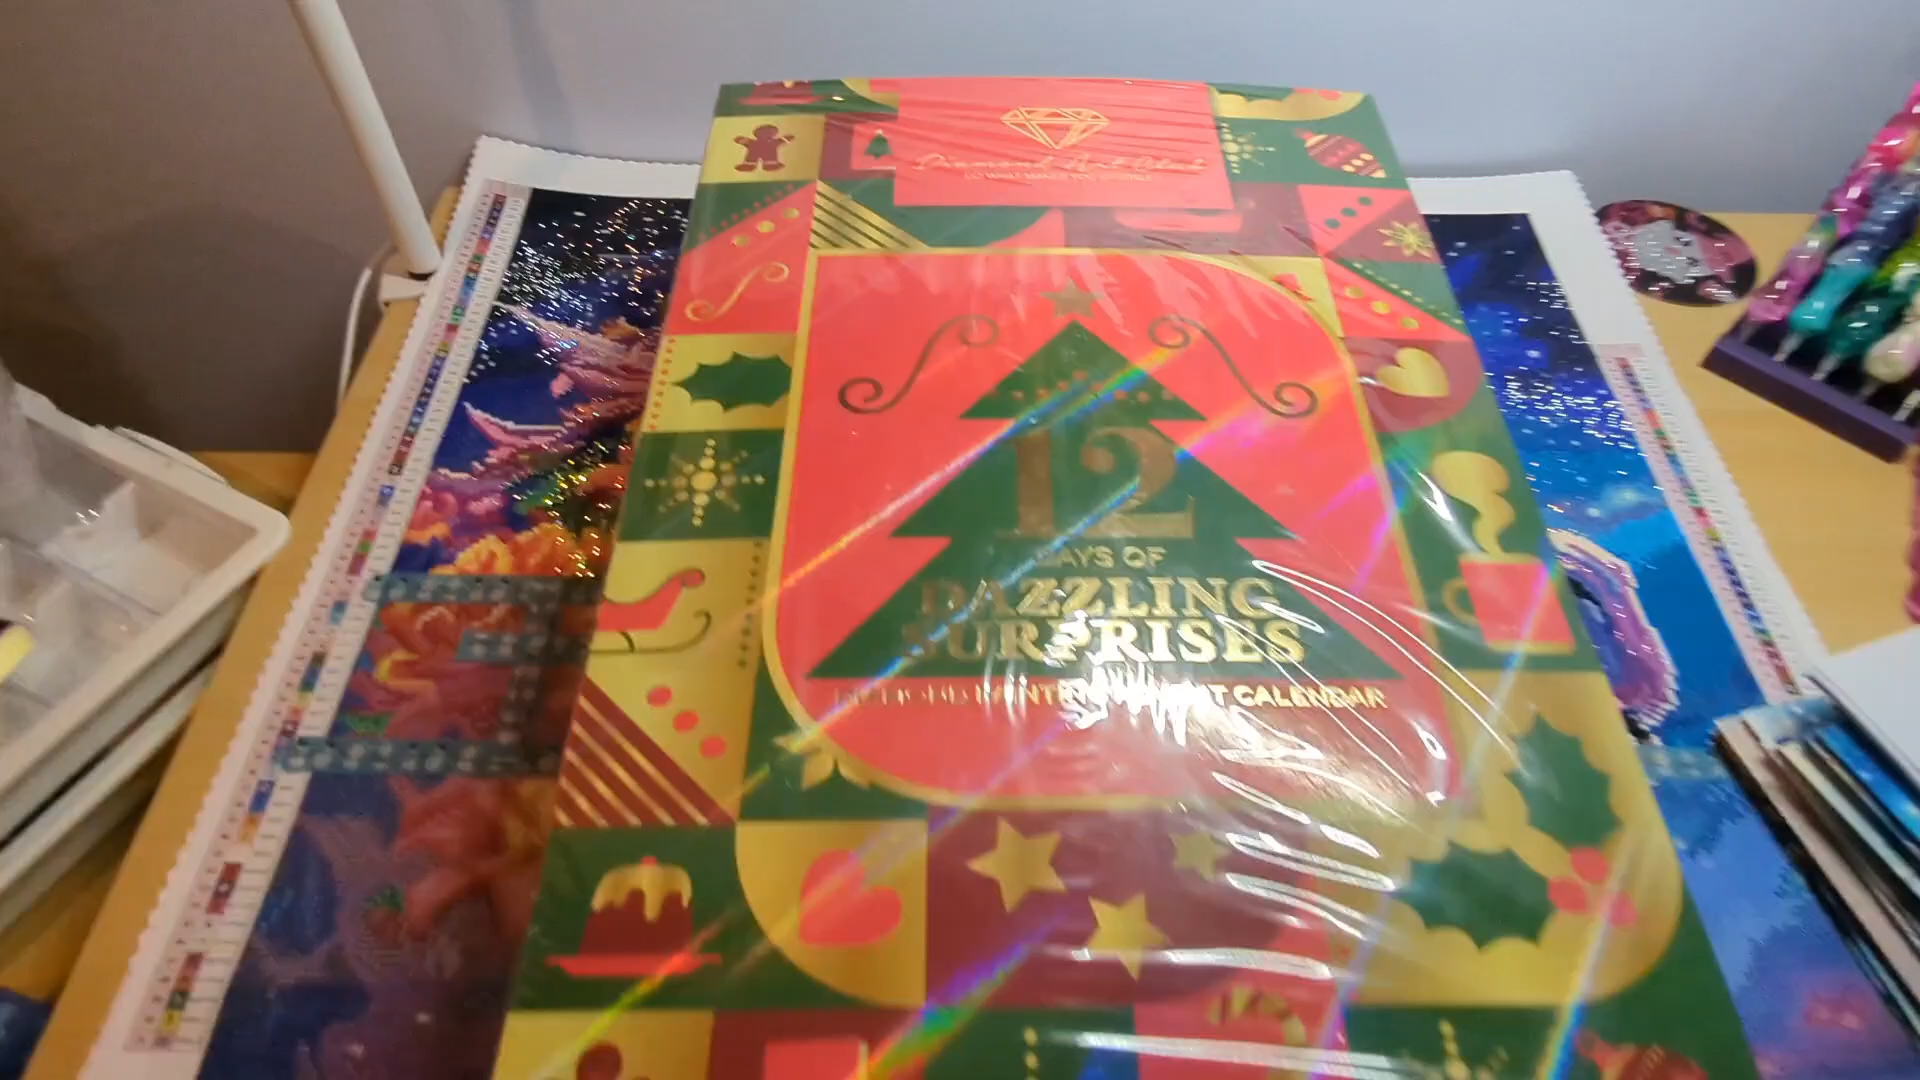 Diamond Art Club
12
DAYS OF
DAZZLING
SURPRISES
CALENDAR